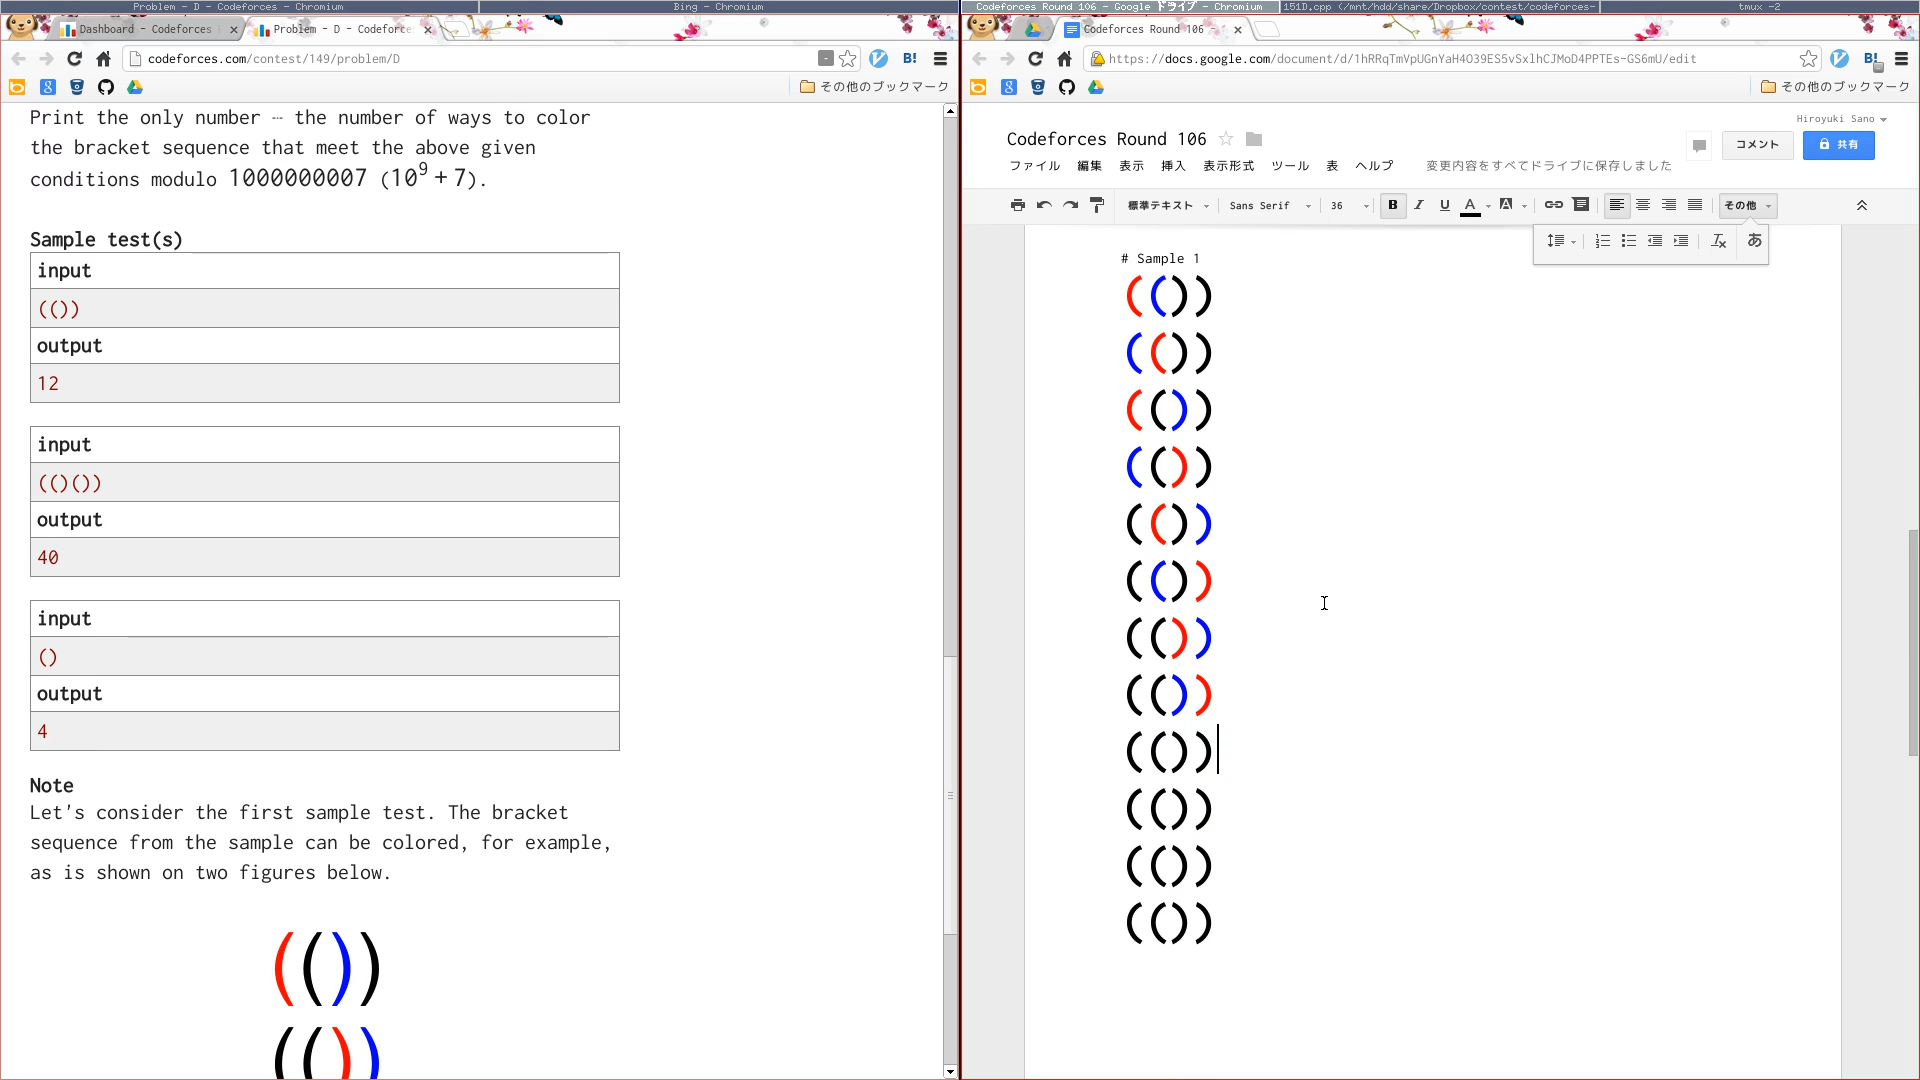 Problem - D - Codeforces - Chromium
Bing - Chromium
Codeforces Round 106 - Google ドライブ - Chromium
151D.cpp (/mnt/hdd/share/Dropbox/contest/codeforces-
tmux -2
Dashboard - Codeforces
Problem - D - Codeforce
codeforces.com/contest/149/problem/D
B!
その他のブックマーク
Print the only number — the number of ways to color
the bracket sequence that meet the above given
conditions modulo 1000000007 (10^9 + 7).
Sample test(s)
input
(())
output
12
input
(()())
output
40
input
()
output
4
Note
Let's consider the first sample test. The bracket
sequence from the sample can be colored, for example,
as is shown on two figures below.
(())
(())
Codeforces Round 106
https://docs.google.com/document/d/1hRRqTmVpUGnYaH4O39ES5vSxlhCJMoD4PPTEs-GS6mU/edit
B!
その他のブックマーク
Hiroyuki Sano
Codeforces Round 106
コメント
共有
ファイル 編集 表示 挿入 表示形式 ツール 表 ヘルプ 変更内容をすべてドライブに保存しました
標準テキスト Sans Serif 36 B I U A A その他
あ
# Sample 1
(())
(())
(())
(())
(())
(())
(())
(())
(())
(())
(())
(())